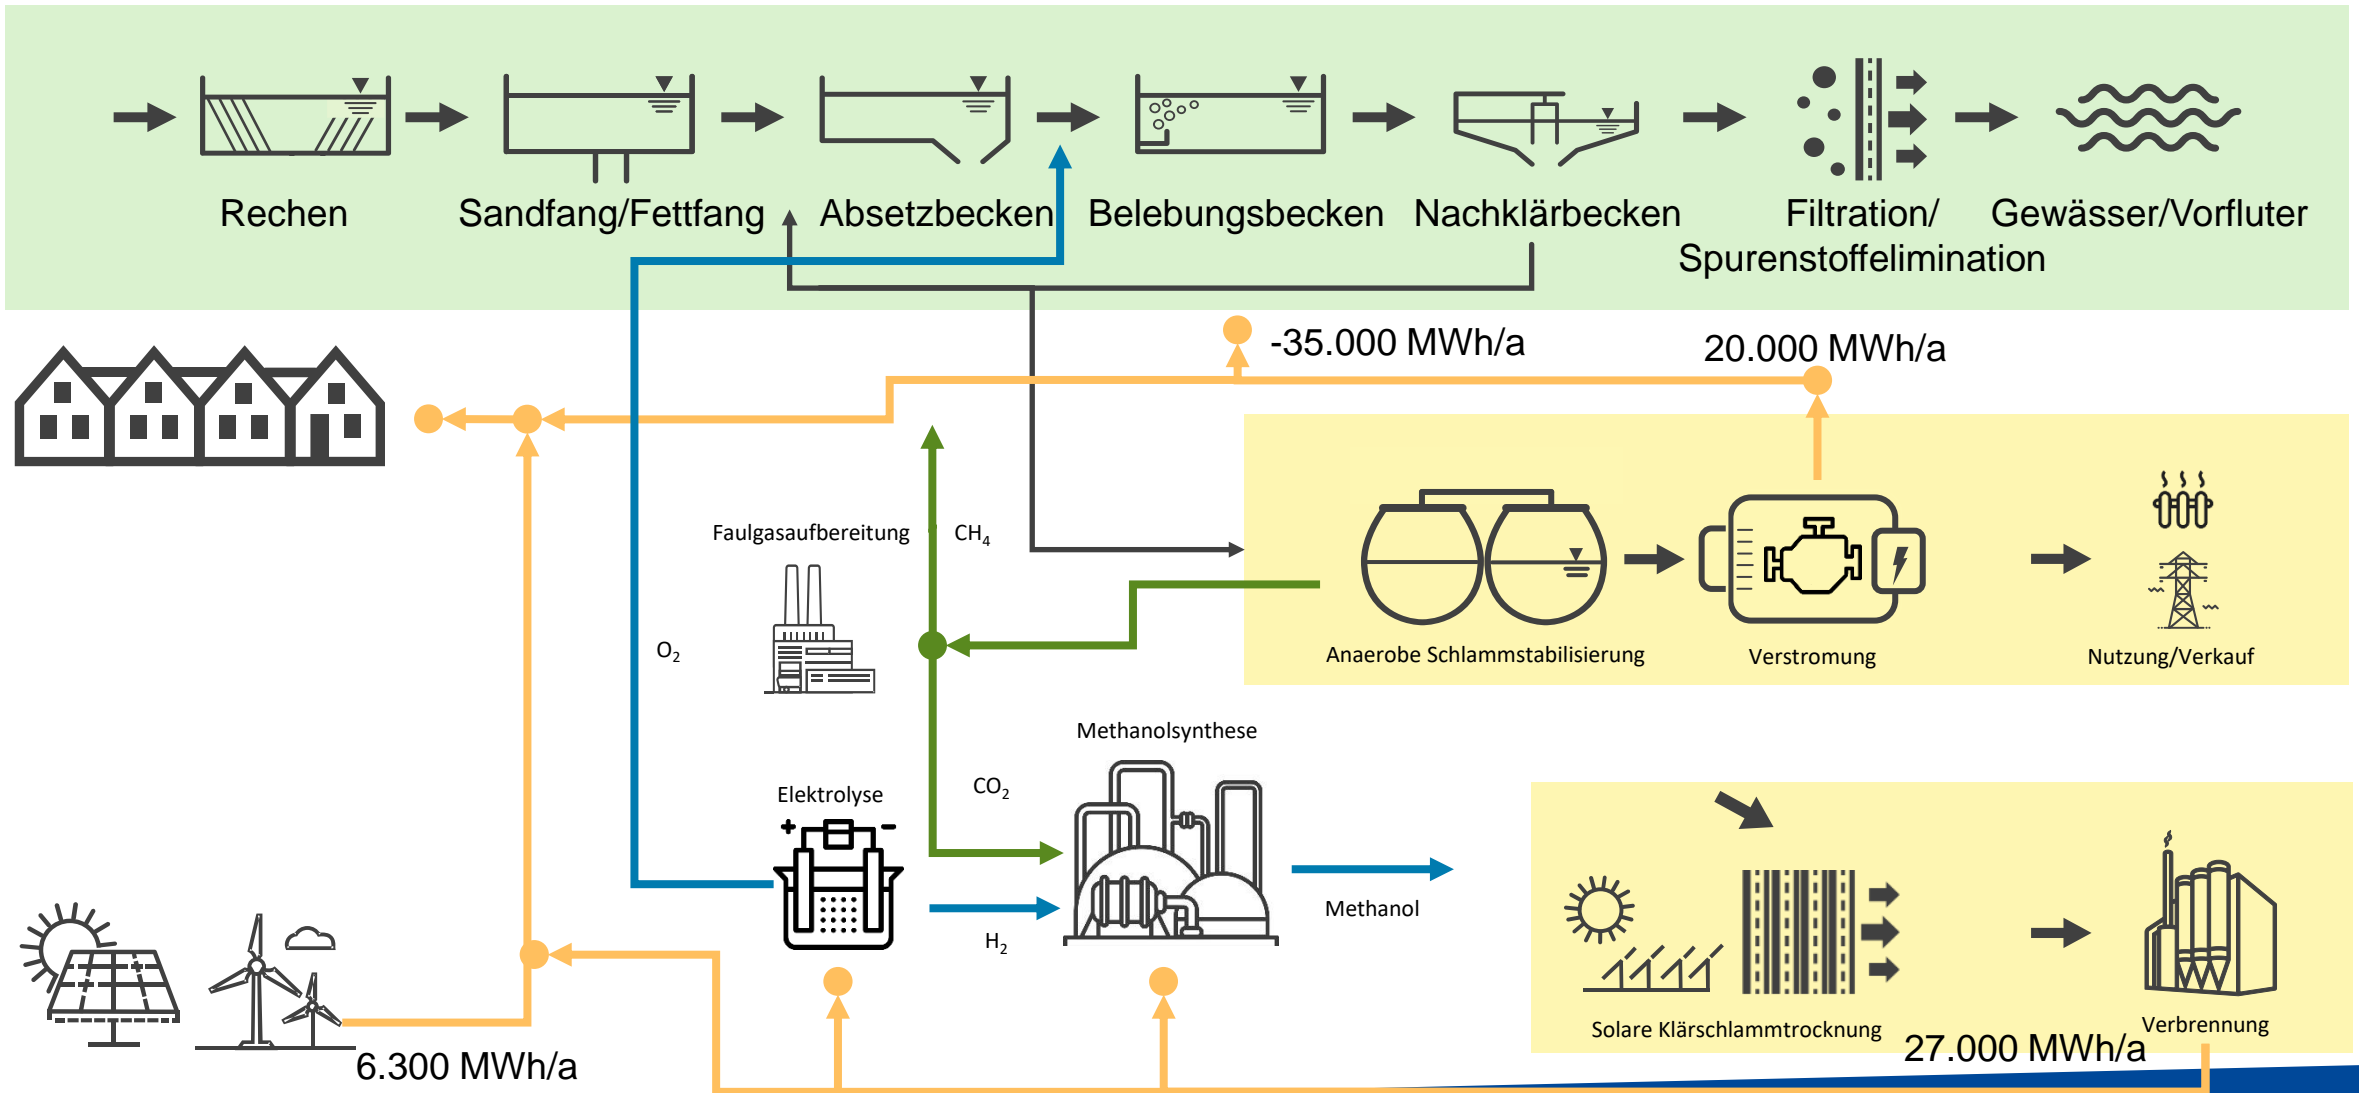 Rechen
Sandfang/Fettfang
Absetzbecken
Belebungsbecken
Nachklärbecken
Filtration/
Spurenstoffelimination
Gewässer/Vorfluter
-35.000 MWh/a
20.000 MWh/a
Faulgasaufbereitung
CH₄
O₂
Anaerobe Schlammstabilisierung
Verstromung
Nutzung/Verkauf
Methanolsynthese
Elektrolyse
+ -
CO₂
H₂
Methanol
Solare Klärschlammtrocknung
Verbrennung
27.000 MWh/a
6.300 MWh/a